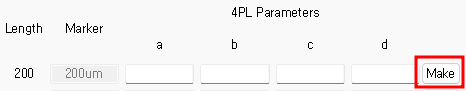 4PL Parameters
Length Marker
a b c d
200 200um Make